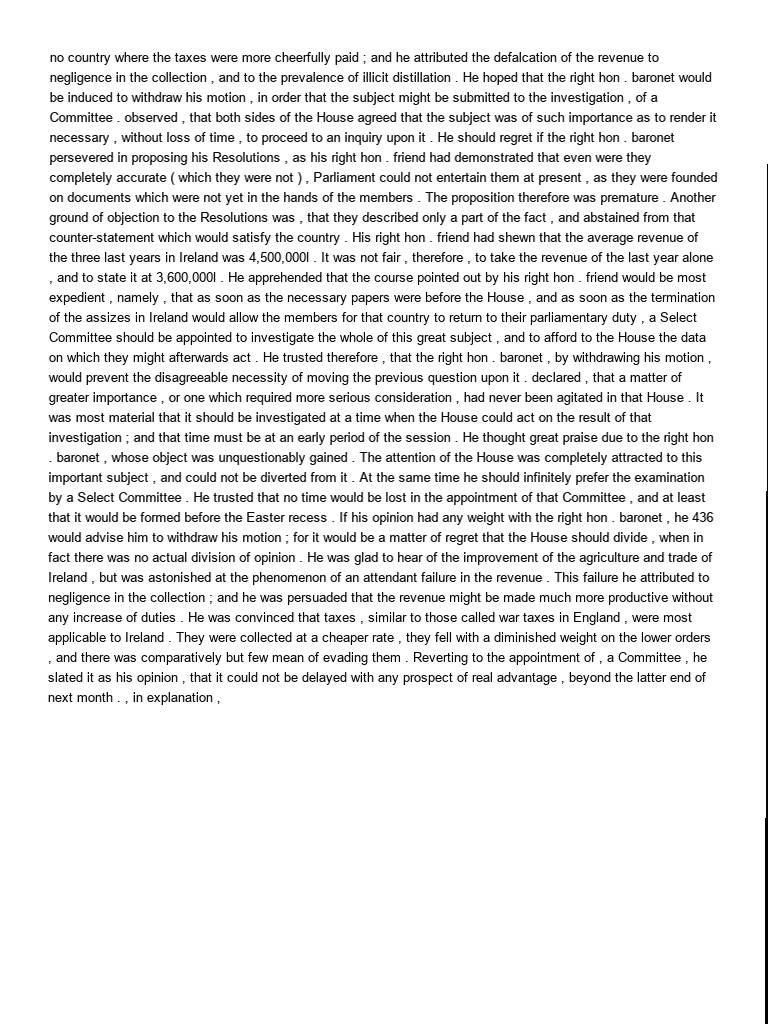 no country where the taxes were more cheerfully paid ; and he attributed the defalcation of the revenue to
negligence in the collection , and to the prevalence of illicit distillation . He hoped that the right hon . baronet would
be induced to withdraw his motion , in order that the subject might be submitted to the investigation , of a
Committee . observed , that both sides of the House agreed that the subject was of such importance as to render it
necessary , without loss of time , to proceed to an inquiry upon it . He should regret if the right hon . baronet
persevered in proposing his Resolutions , as his right hon . friend had demonstrated that even were they
completely accurate ( which they were not ) , Parliament could not entertain them at present , as they were founded
on documents which were not yet in the hands of the members . The proposition therefore was premature . Another
ground of objection to the Resolutions was , that they described only a part of the fact , and abstained from that
counter-statement which would satisfy the country . His right hon . friend had shewn that the average revenue of
the three last years in Ireland was 4,500,000l . It was not fair , therefore , to take the revenue of the last year alone
, and to state it at 3,600,000l . He apprehended that the course pointed out by his right hon . friend would be most
expedient , namely , that as soon as the necessary papers were before the House , and as soon as the termination
of the assizes in Ireland would allow the members for that country to return to their parliamentary duty , a Select
Committee should be appointed to investigate the whole of this great subject , and to afford to the House the data
on which they might afterwards act . He trusted therefore , that the right hon . baronet , by withdrawing his motion ,
would prevent the disagreeable necessity of moving the previous question upon it . declared , that a matter of
greater importance , or one which required more serious consideration , had never been agitated in that House . It
was most material that it should be investigated at a time when the House could act on the result of that
investigation ; and that time must be at an early period of the session . He thought great praise due to the right hon
. baronet , whose object was unquestionably gained . The attention of the House was completely attracted to this
important subject , and could not be diverted from it . At the same time he should infinitely prefer the examination
by a Select Committee . He trusted that no time would be lost in the appointment of that Committee , and at least
that it would be formed before the Easter recess . If his opinion had any weight with the right hon . baronet , he 436
would advise him to withdraw his motion ; for it would be a matter of regret that the House should divide , when in
fact there was no actual division of opinion . He was glad to hear of the improvement of the agriculture and trade of
Ireland , but was astonished at the phenomenon of an attendant failure in the revenue . This failure he attributed to
negligence in the collection ; and he was persuaded that the revenue might be made much more productive without
any increase of duties . He was convinced that taxes , similar to those called war taxes in England , were most
applicable to Ireland . They were collected at a cheaper rate , they fell with a diminished weight on the lower orders
, and there was comparatively but few mean of evading them . Reverting to the appointment of , a Committee , he
slated it as his opinion , that it could not be delayed with any prospect of real advantage , beyond the latter end of
next month . , in explanation ,